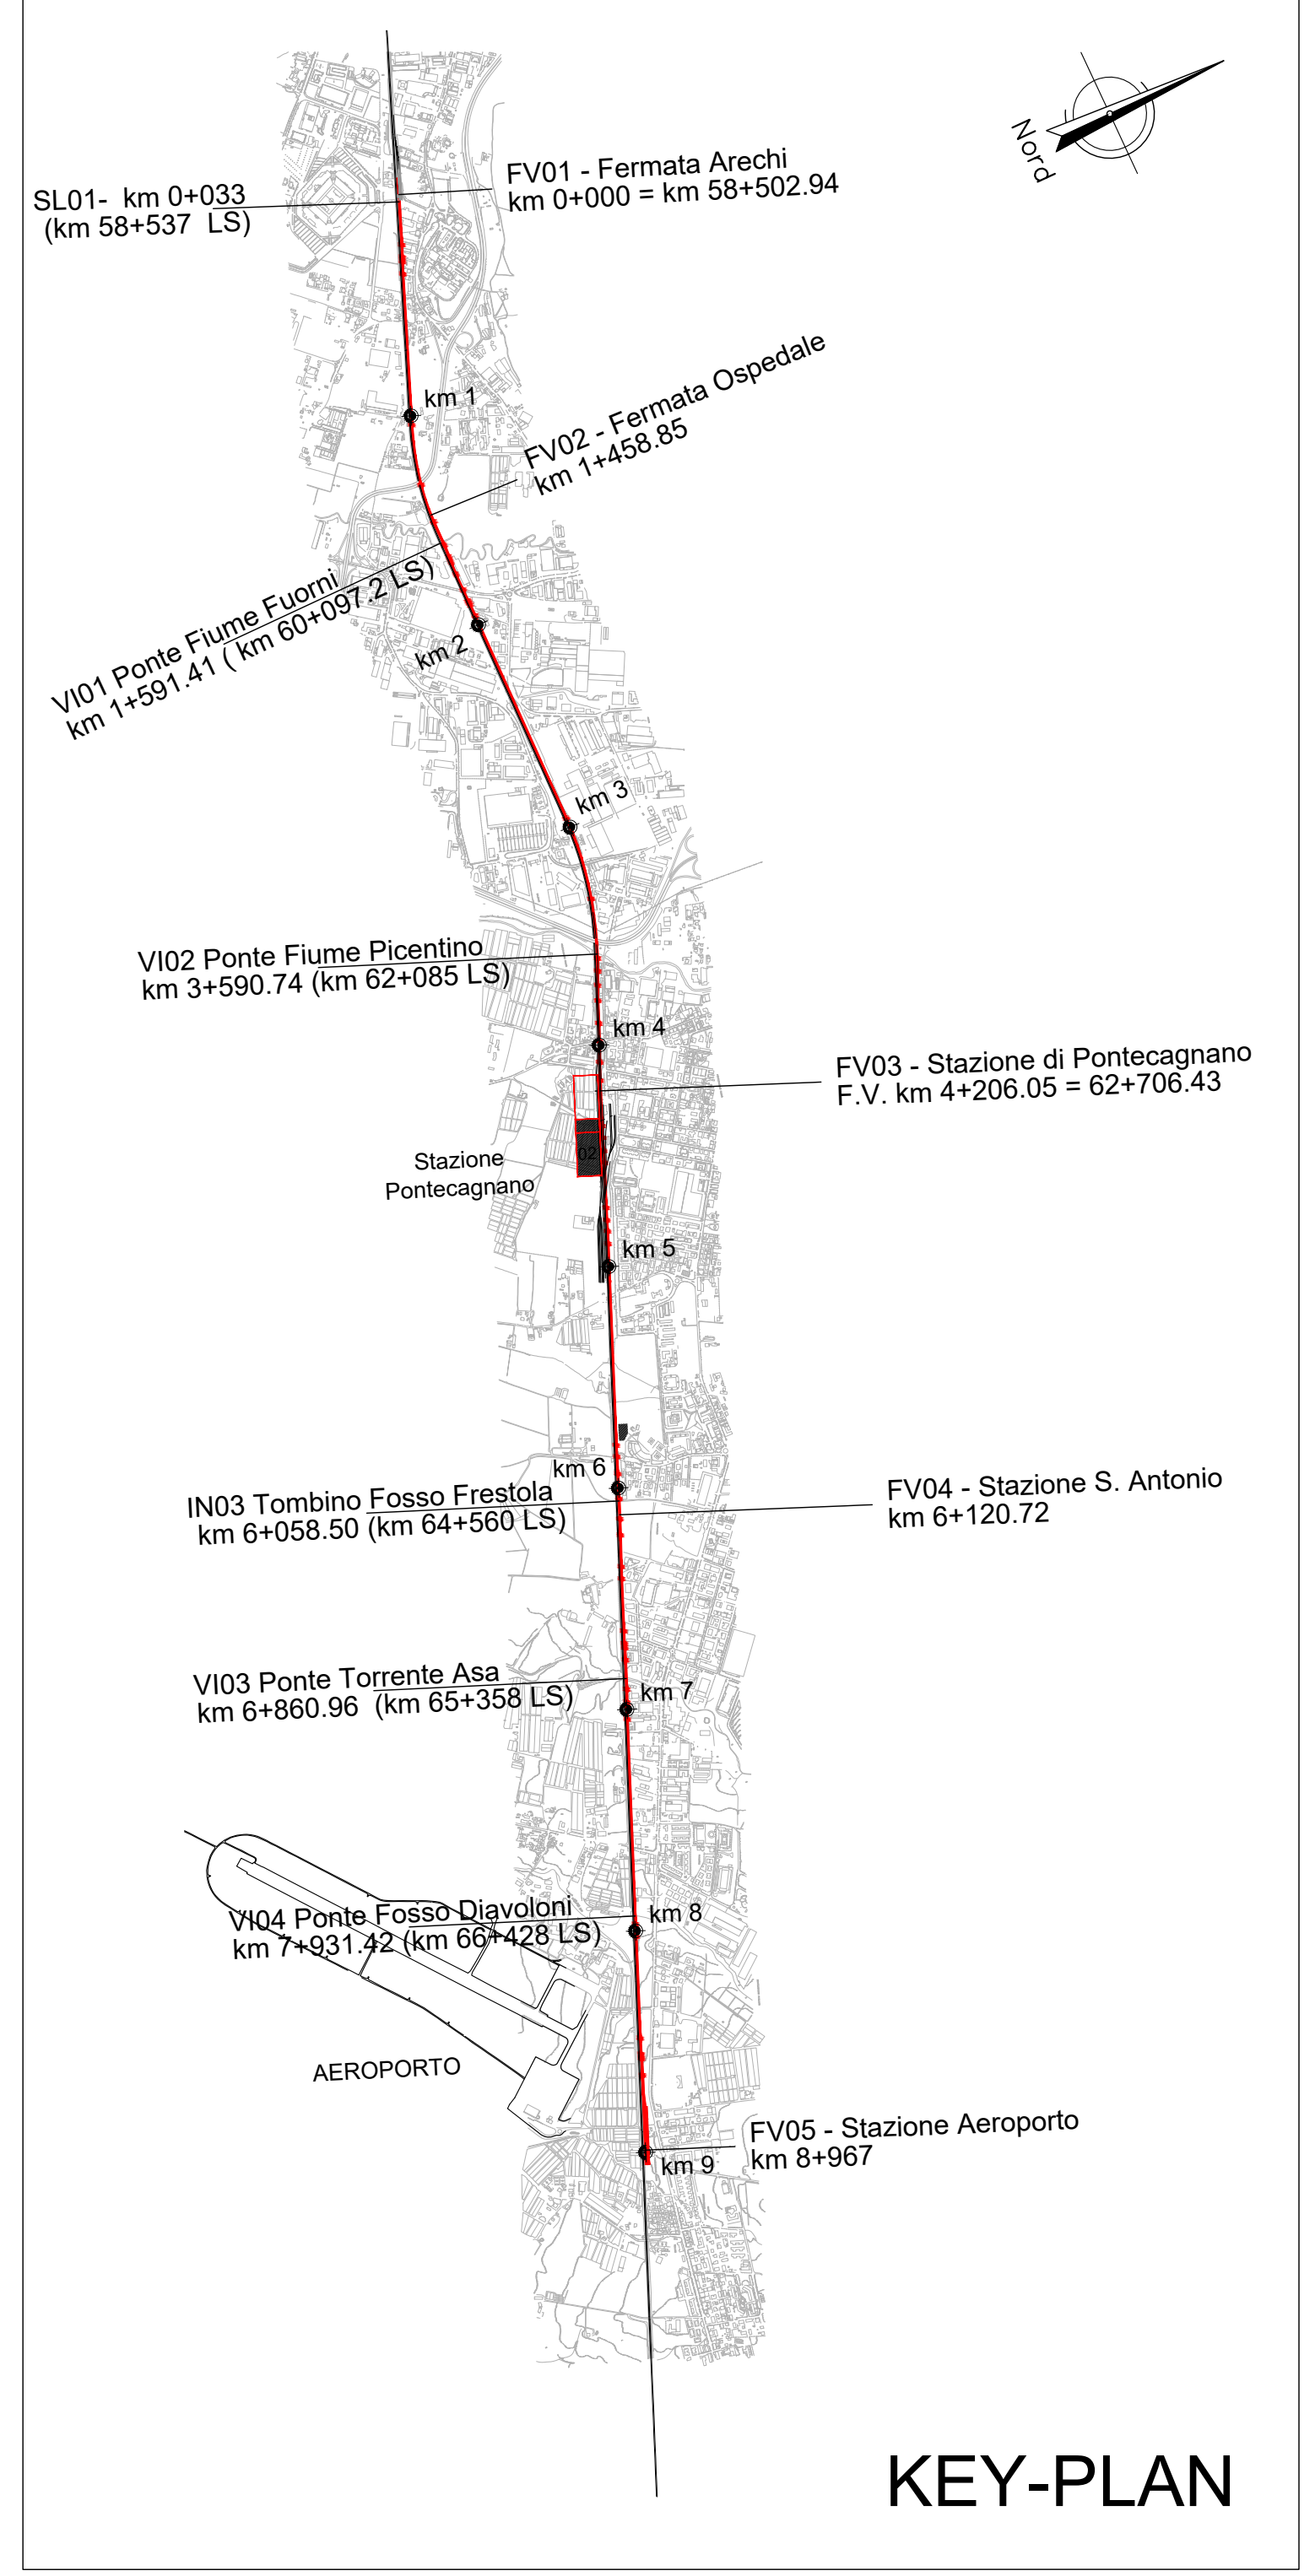 Nord
FV01 - Fermata Arechi
km 0+000 = km 58+502.94
SL01-  km 0+033
(km 58+537  LS)
km 1
FV02 - Fermata Ospedale
km 1+458.85
VI01 Ponte Fiume Fuorni
km 1+591.41 ( km 60+097.2 LS)
km 2
km 3
VI02 Ponte Fiume Picentino
km 3+590.74 (km 62+085 LS)
km 4
FV03 - Stazione di Pontecagnano
F.V. km 4+206.05 = 62+706.43
02
Stazione
Pontecagnano
km 5
km 6
IN03 Tombino Fosso Frestola
km 6+058.50 (km 64+560 LS)
FV04 - Stazione S. Antonio
km 6+120.72
VI03 Ponte Torrente Asa
km 6+860.96  (km 65+358 LS)
km 7
VI04 Ponte Fosso Diavoloni
km 7+931.42 (km 66+428 LS)
km 8
AEROPORTO
FV05 - Stazione Aeroporto
km 8+967
km 9
KEY-PLAN